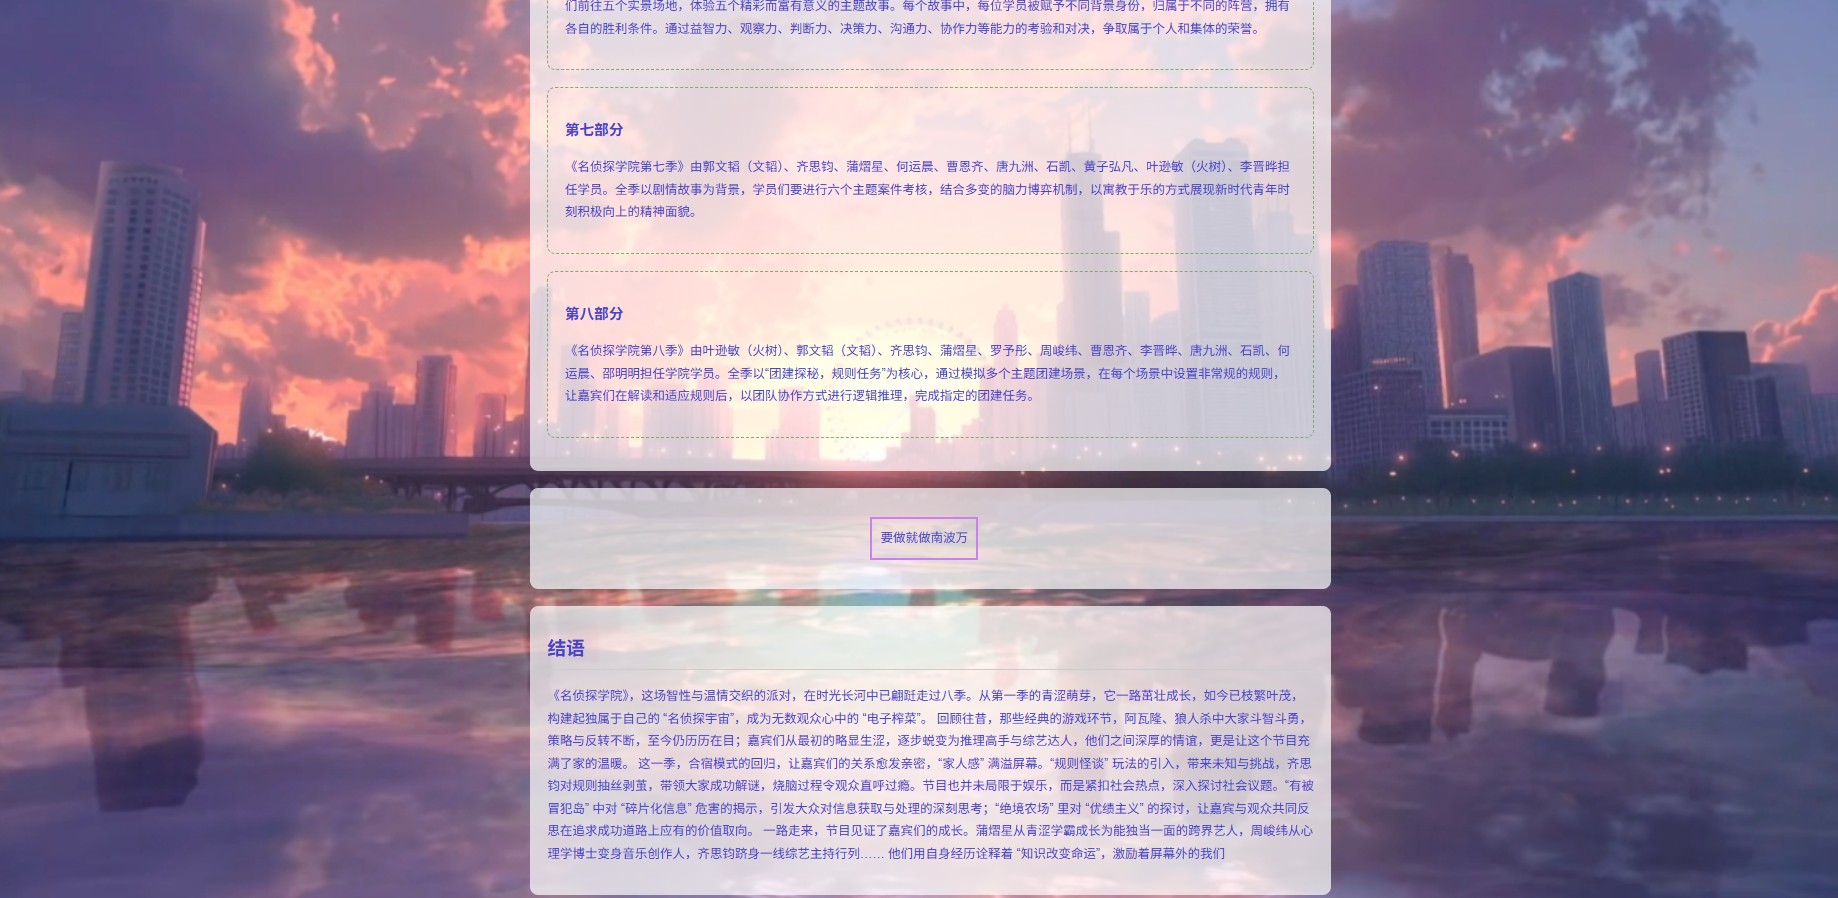 们前往五个实景场地，体验五个精彩而富有意义的主题故事。每个故事中，每位学员被赋予不同背景身份，归属于不同的阵营，拥有
各自的胜利条件。通过益智力、观察力、判断力、决策力、沟通力、协作力等能力的考验和对决，争取属于个人和集体的荣誉。
第七部分
《名侦探学院第七季》由郭文韬（文韬）、齐思钧、蒲熠星、何运晨、曹恩齐、唐九洲、石凯、黄子弘凡、叶逊敏（火树）、李晋晔担
任学员。全季以剧情故事为背景，学员们要进行六个主题案件考核，结合多变的脑力博弈机制，以寓教于乐的方式展现新时代青年时
刻积极向上的精神面貌。
第八部分
《名侦探学院第八季》由叶逊敏（火树）、郭文韬（文韬）、齐思钧、蒲熠星、罗予彤、周峻纬、曹恩齐、李晋晔、唐九洲、石凯、何
运晨、邵明明担任学院学员。全季以“团建探秘，规则任务”为核心，通过模拟多个主题团建场景，在每个场景中设置非常规的规则，
让嘉宾们在解读和适应规则后，以团队协作方式进行逻辑推理，完成指定的团建任务。
要做就做南波万
结语
《名侦探学院》，这场智性与温情交织的派对，在时光长河中已翩跹走过八季。从第一季的青涩萌芽，它一路茁壮成长，如今已枝繁叶茂，
构建起独属于自己的 “名侦探宇宙”，成为无数观众心中的 “电子榨菜”。 回顾往昔，那些经典的游戏环节，阿瓦隆、狼人杀中大家斗智斗勇，
策略与反转不断，至今仍历历在目；嘉宾们从最初的略显生涩，逐步蜕变为推理高手与综艺达人，他们之间深厚的情谊，更是让这个节目充
满了家的温暖。 这一季，合宿模式的回归，让嘉宾们的关系愈发亲密，“家人感” 满溢屏幕。“规则怪谈” 玩法的引入，带来未知与挑战，齐思
钧对规则抽丝剥茧，带领大家成功解谜，烧脑过程令观众直呼过瘾。节目也并未局限于娱乐，而是紧扣社会热点，深入探讨社会议题。“有被
冒犯岛” 中对 “碎片化信息” 危害的揭示，引发大众对信息获取与处理的深刻思考；“绝境农场” 里对 “优绩主义” 的探讨，让嘉宾与观众共同反
思在追求成功道路上应有的价值取向。 一路走来，节目见证了嘉宾们的成长。蒲熠星从青涩学霸成长为能独当一面的跨界艺人，周峻纬从心
理学博士变身音乐创作人，齐思钧跻身一线综艺主持行列…… 他们用自身经历诠释着 “知识改变命运”，激励着屏幕外的我们